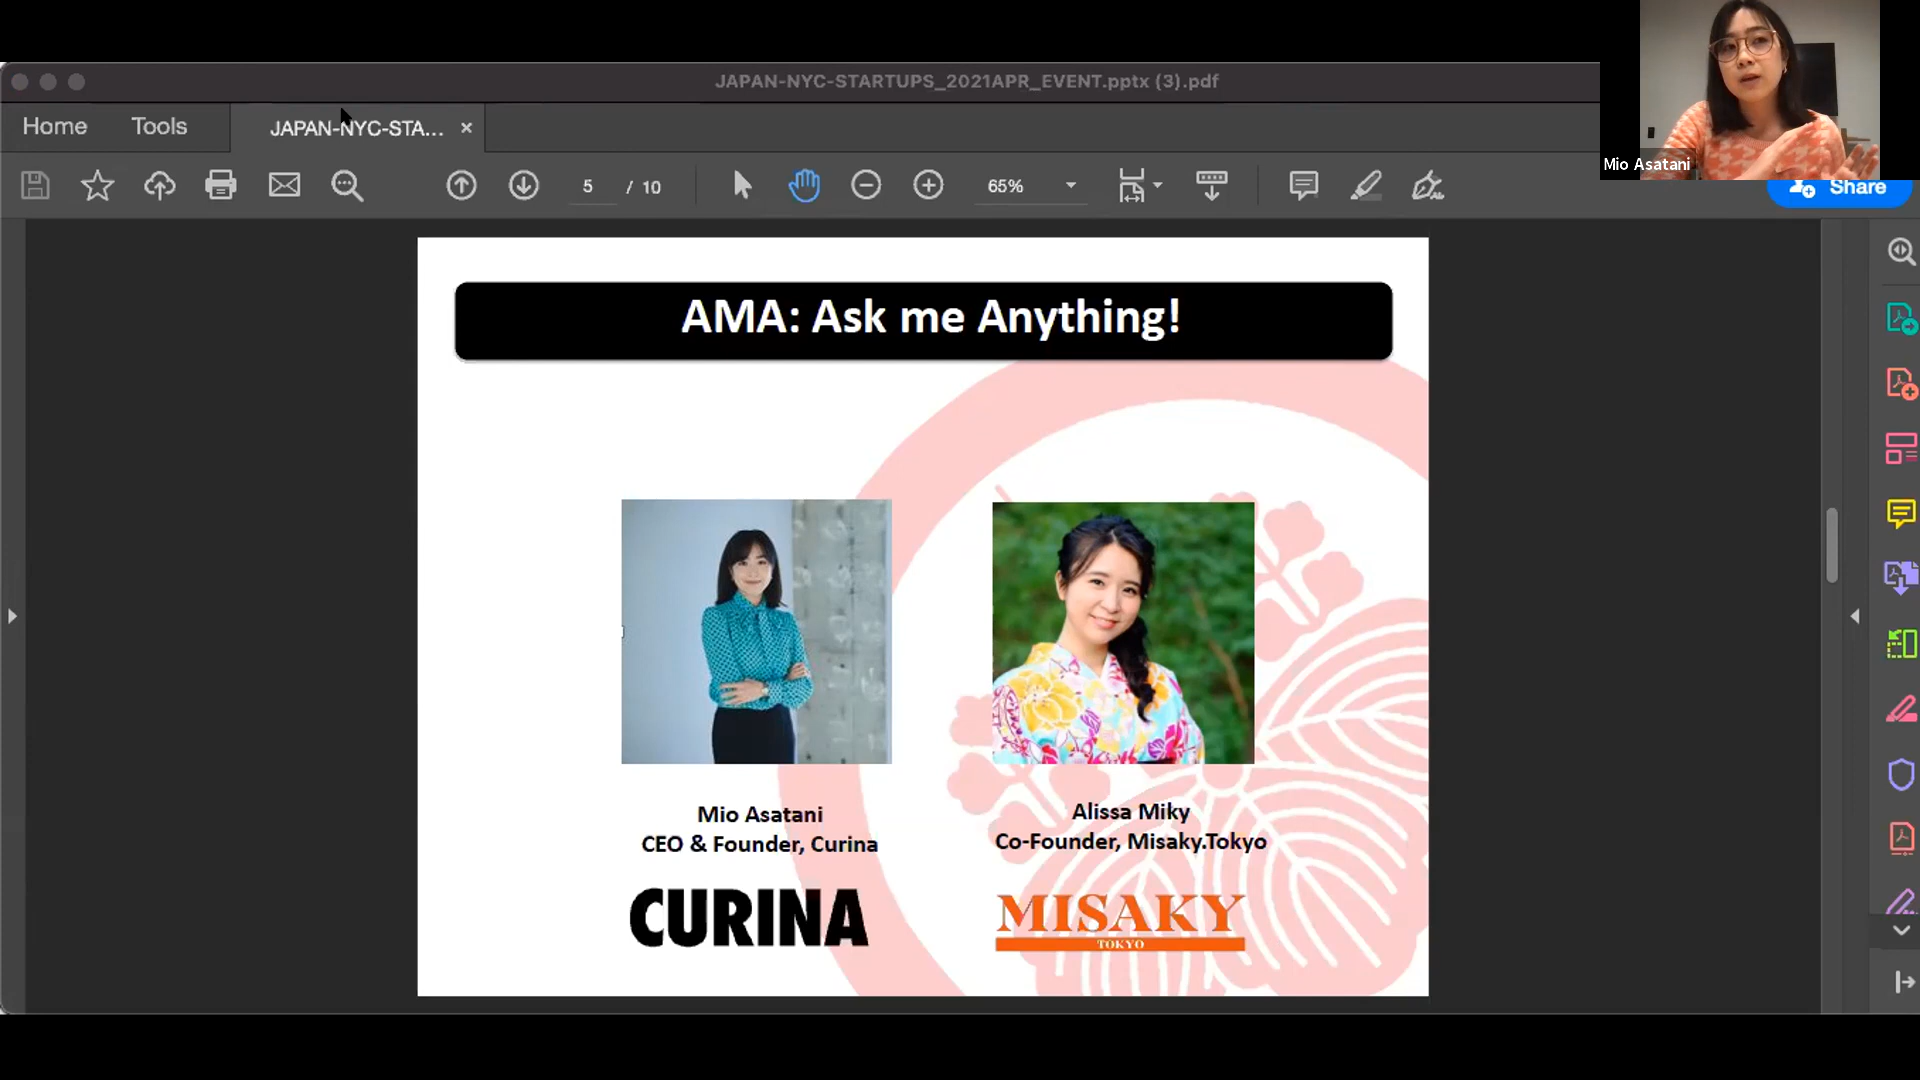 JAPAN-NYC-STARTUPS_2021APR_EVENT.pptx (3).pdf
Home Tools JAPAN-NYC-STA... ×
5 / 10 65%
Mio Asatani
Share
AMA: Ask me Anything!
Mio Asatani
CEO & Founder, Curina
CURINA
Alissa Miky
Co-Founder, Misaky.Tokyo
MISAKY
TOKYO